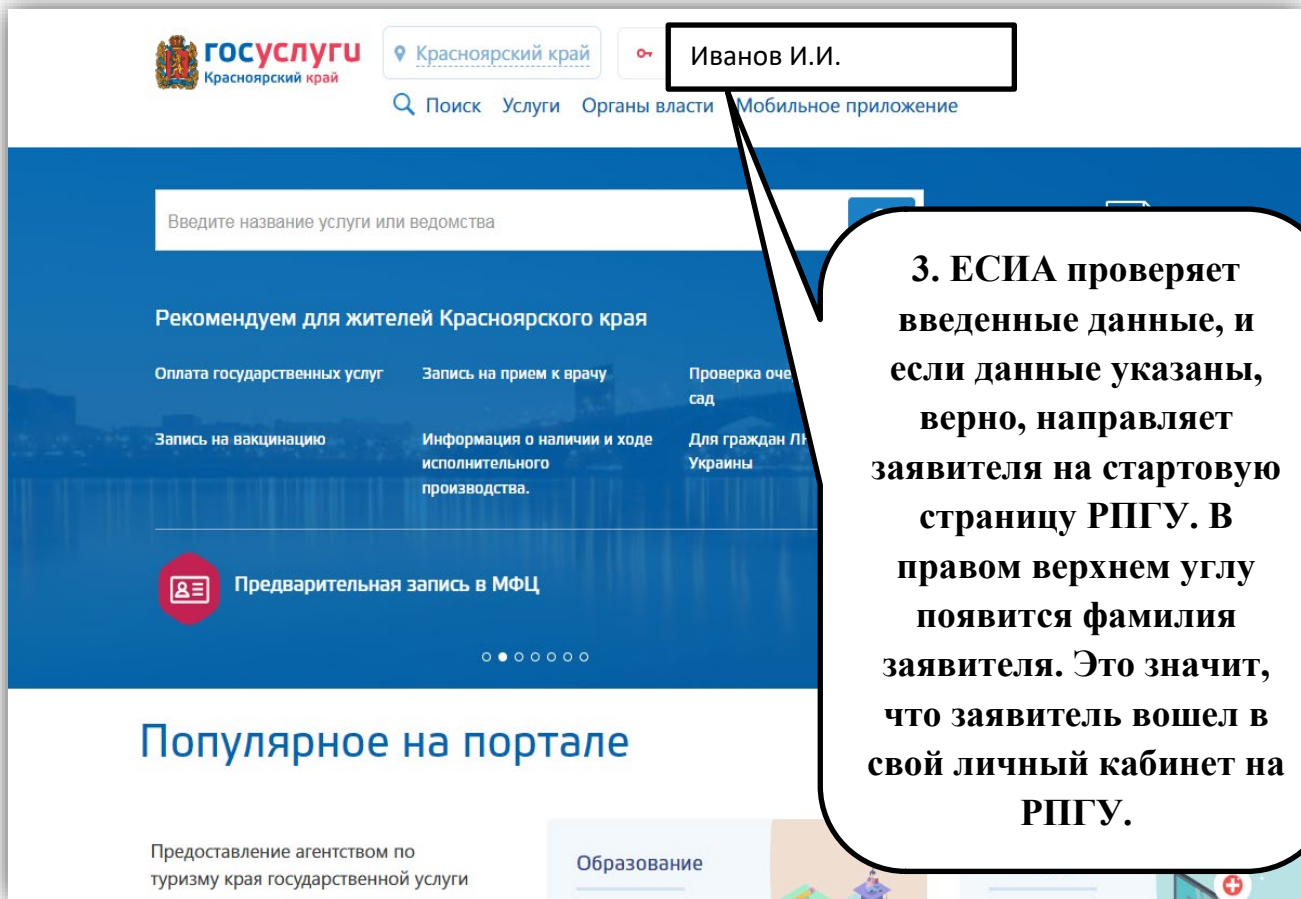 госуслуги
Красноярский край
Красноярский край
Иванов И.И.
Поиск Услуги Органы власти Мобильное приложение
Введите название услуги или ведомства
Рекомендуем для жителей Красноярского края
Оплата государственных услуг
Запись на прием к врачу
Проверка
сад
Запись на вакцинацию
Информация о наличии и ходе
исполнительного
производства.
Для граждан
Украины
Предварительная запись в МФЦ
3. ЕСИА проверяет
введенные данные, и
если данные указаны,
верно, направляет
заявителя на стартовую
страницу РПГУ. В
правом верхнем углу
появится фамилия
заявителя. Это значит,
что заявитель вошел в
свой личный кабинет на
РПГУ.
Популярное на портале
Предоставление агентством по
туризму края государственной услуги
Образование